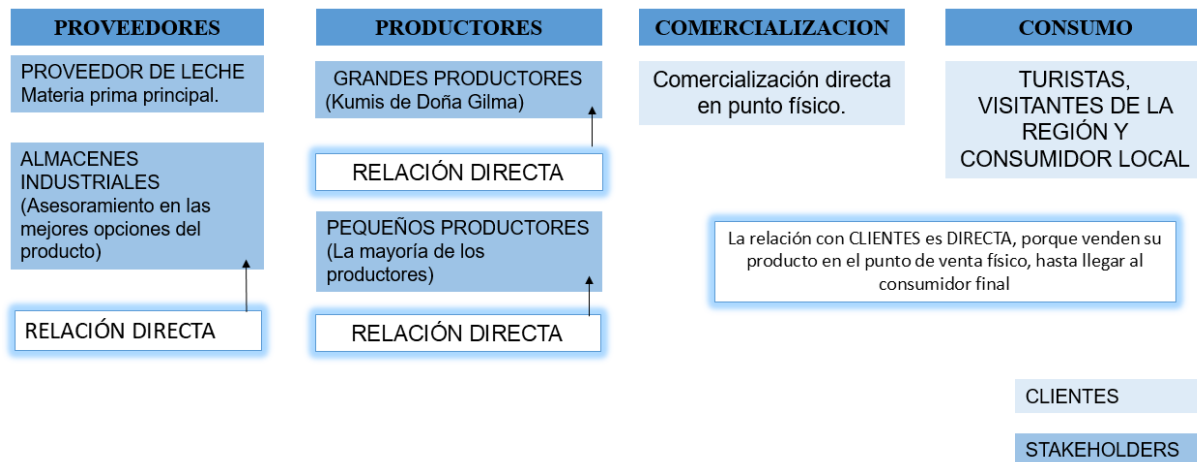 PROVEEDORES
PROVEEDOR DE LECHE
Materia prima principal.
ALMACENES
INDUSTRIALES
(Asesoramiento en las
mejores opciones del
producto)
RELACIÓN DIRECTA
PRODUCTORES
GRANDES PRODUCTORES
(Kumis de Doña Gilma)
RELACIÓN DIRECTA
PEQUEÑOS PRODUCTORES
(La mayoría de los
productores)
RELACIÓN DIRECTA
COMERCIALIZACION
Comercialización directa
en punto físico.
CONSUMO
TURISTAS,
VISITANTES DE LA
REGIÓN Y
CONSUMIDOR LOCAL
La relación con CLIENTES es DIRECTA, porque venden su
producto en el punto de venta físico, hasta llegar al
consumidor final
CLIENTES
STAKEHOLDERS